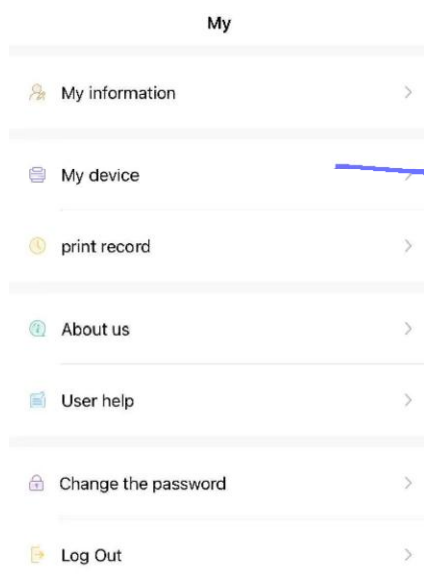 My
My information
My device
print record
About us
User help
Change the password
Log Out